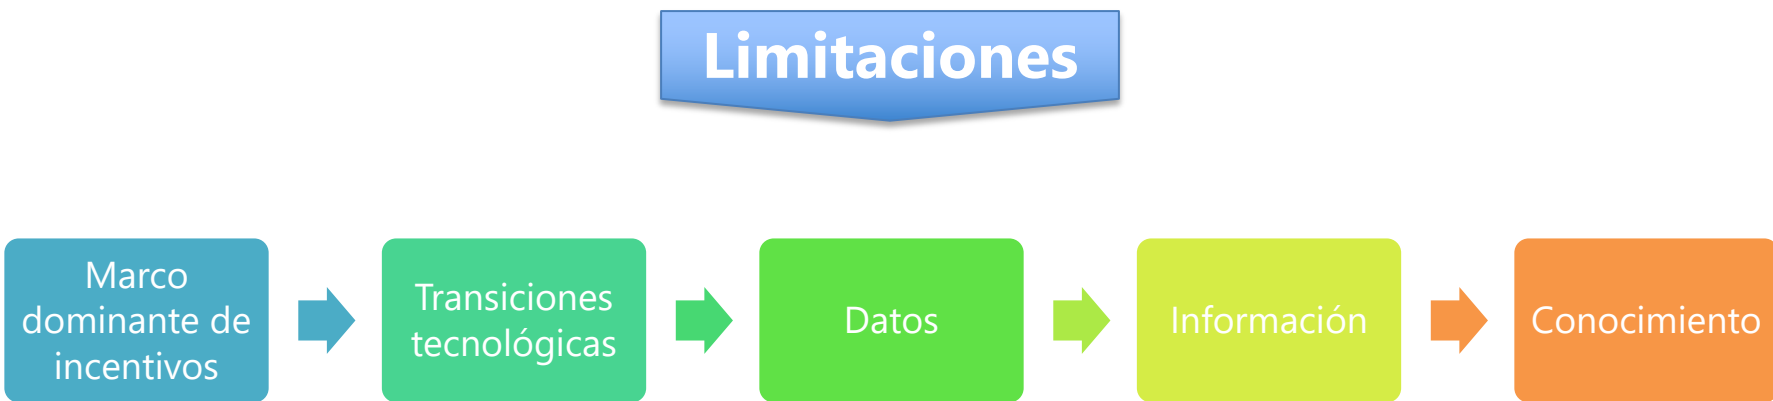 Limitaciones
Marco
dominante de
incentivos
Transiciones
tecnológicas
Datos
Información
Conocimiento